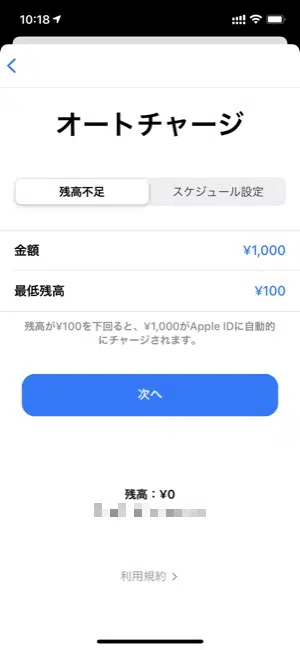 10:18
オートチャージ
残高不足
スケジュール設定
金額
¥1,000
最低残高
¥100
残高が¥100を下回ると、¥1,000がApple IDに自動的
にチャージされます。
次へ
残高：¥0
利用規約